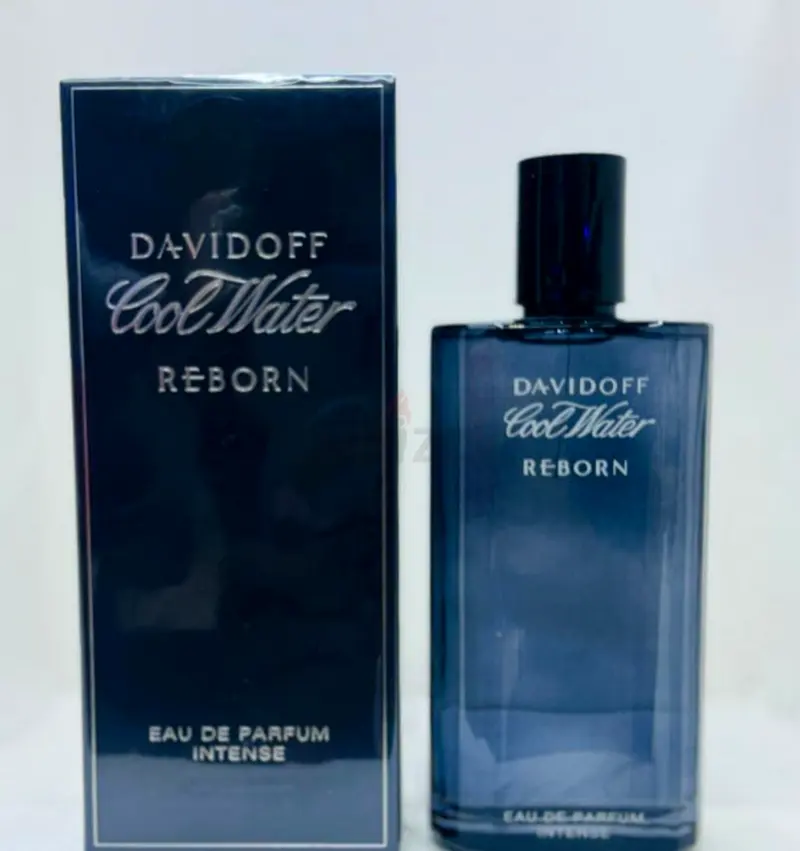 DAVIDOFF
Cool Water
REBORN
EAU DE PARFUM
INTENSE
DAVIDOFF
Cool Water
REBORN
EAU DE PARFUM
INTENSE